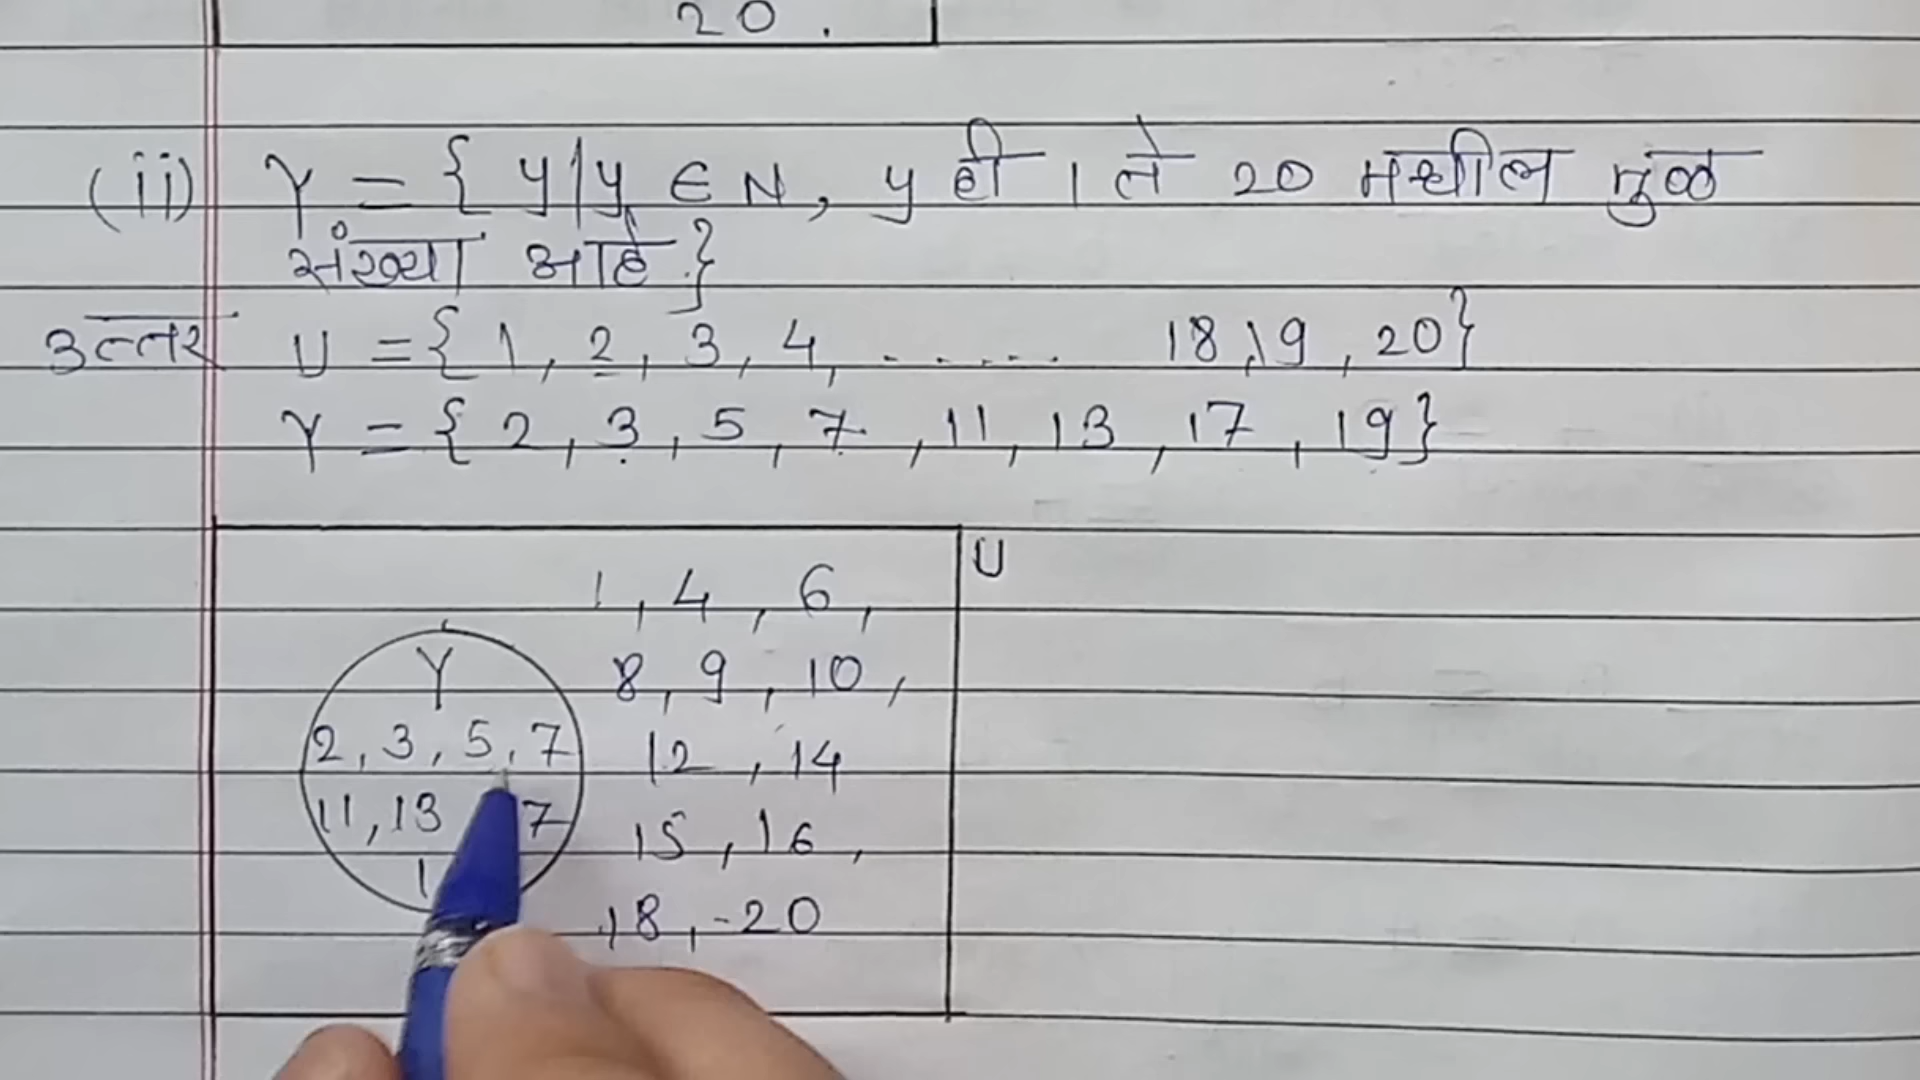 20.
(ii) Y = { y/y ∈ N, y ही 1 ते 20 मधील मुळ
संख्या आहे }
उत्तर U = { 1, 2, 3, 4, ..... 18, 19, 20}
Y = { 2, 3, 5, 7, 11, 13, 17, 19}
U
1, 4, 6,
Y
8, 9, 10,
2, 3, 5, 7
12, 14
11, 13 7
15, 16,
1
18, -20